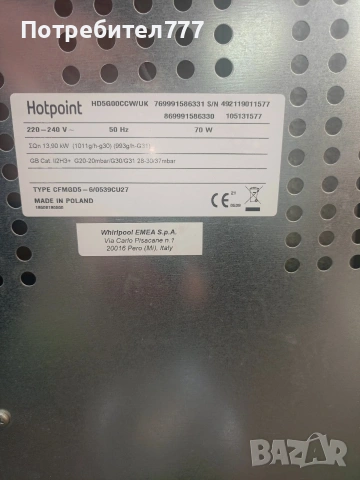 Потребител777
Hotpoint HD5G00CCW/UK 769991586331 S/N 492119011577
869991586330 105131577
220-240 V~ 50 Hz 70 W
ΣQn 13,90 kW (1011g/h-g30) (993g/h-G31)
GB Cat. II2H3+ G20-20mbar/G30/G31 28-30/37mbar
TYPE CFMGD5-6/0539CU27
MADE IN POLAND
CE
Whirlpool EMEA S.p.A.
Via Carlo Pisacane n.1
20016 Pero (MI), Italy
BAZAR